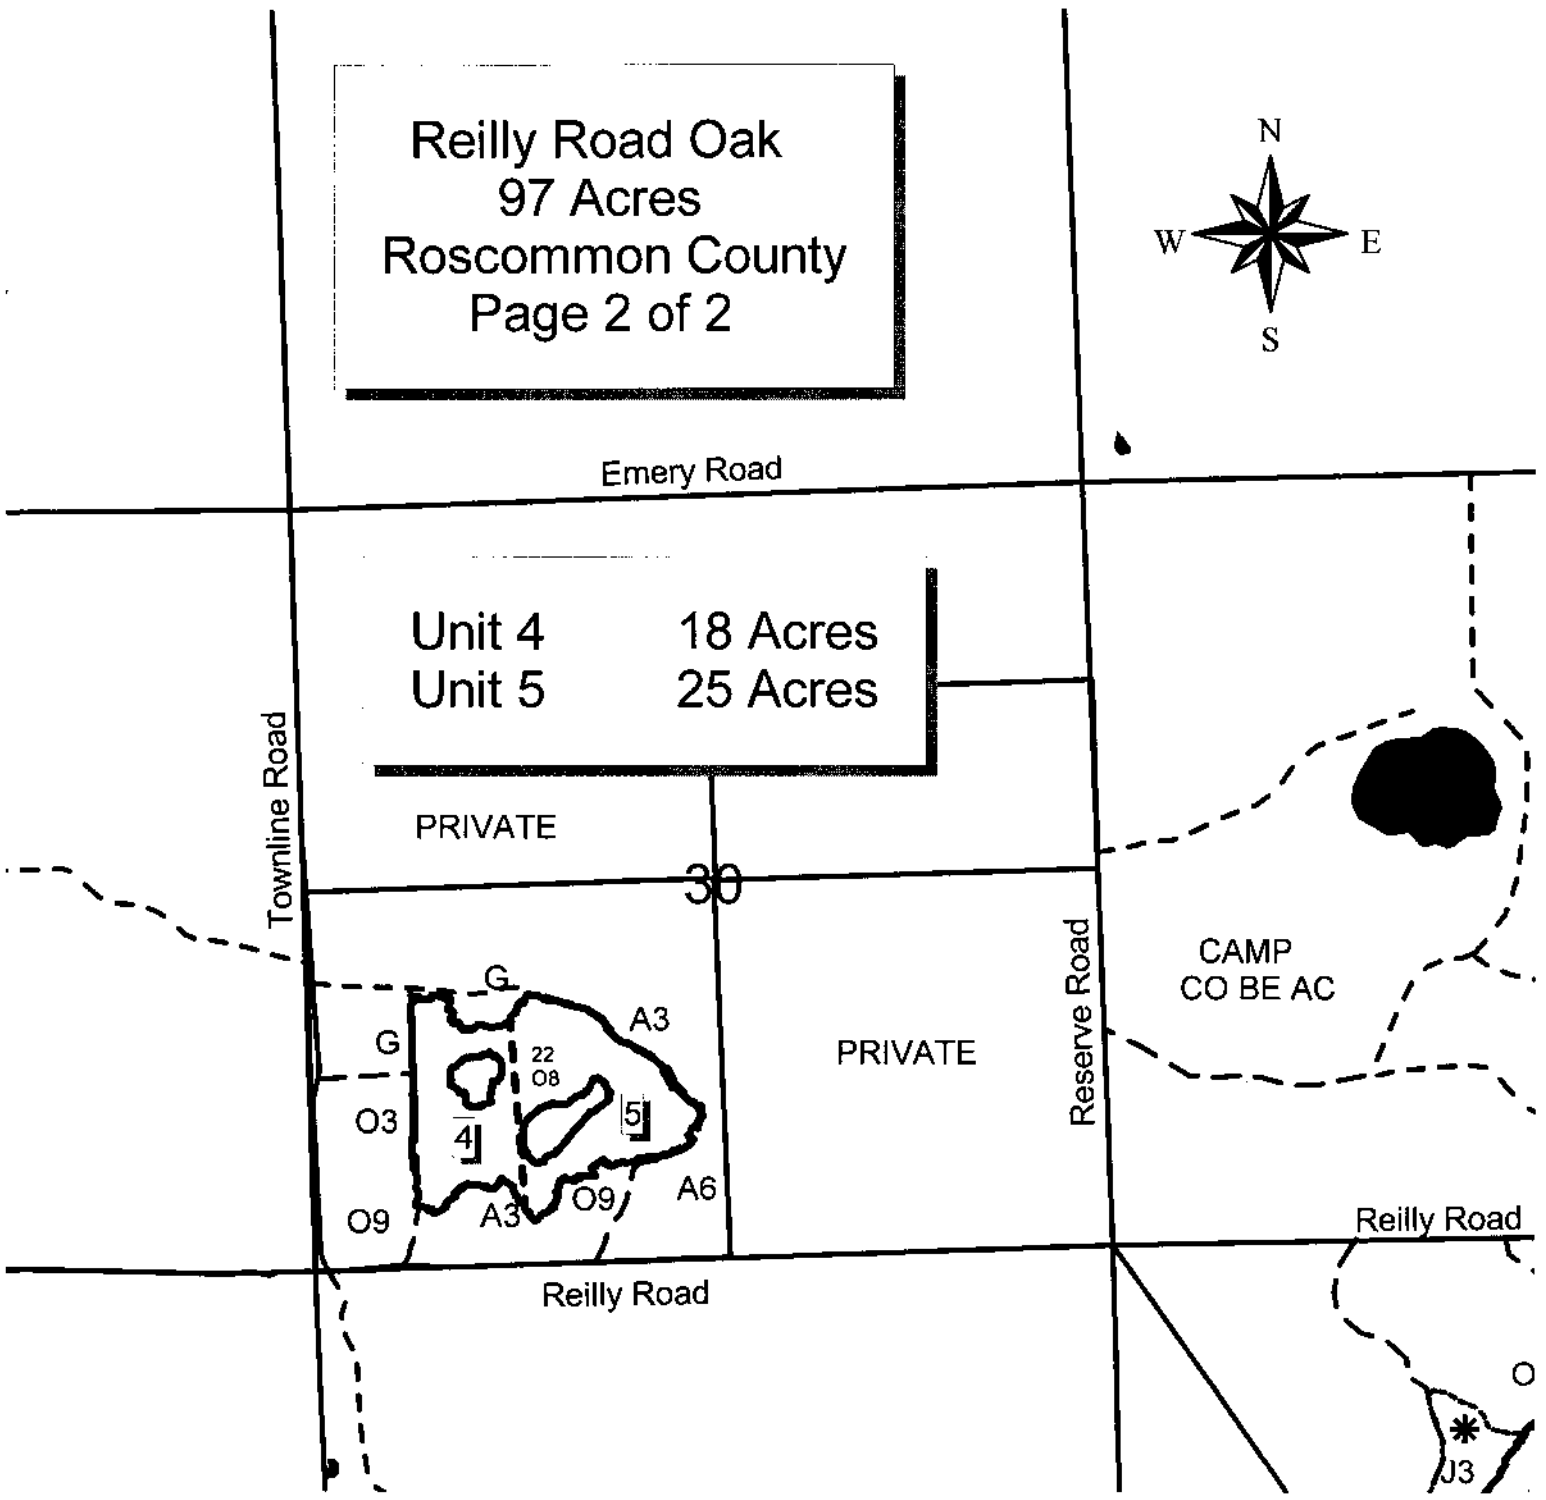 Reilly Road Oak
97 Acres
Roscommon County
Page 2 of 2
N
W E
S
Emery Road
Unit 4 18 Acres
Unit 5 25 Acres
Townline Road
PRIVATE
30
CAMP
CO BE AC
Reserve Road
G
A3
G
22
O8
PRIVATE
O3
4
5
A6
O9
A3
O9
Reilly Road
Reilly Road
O
J3